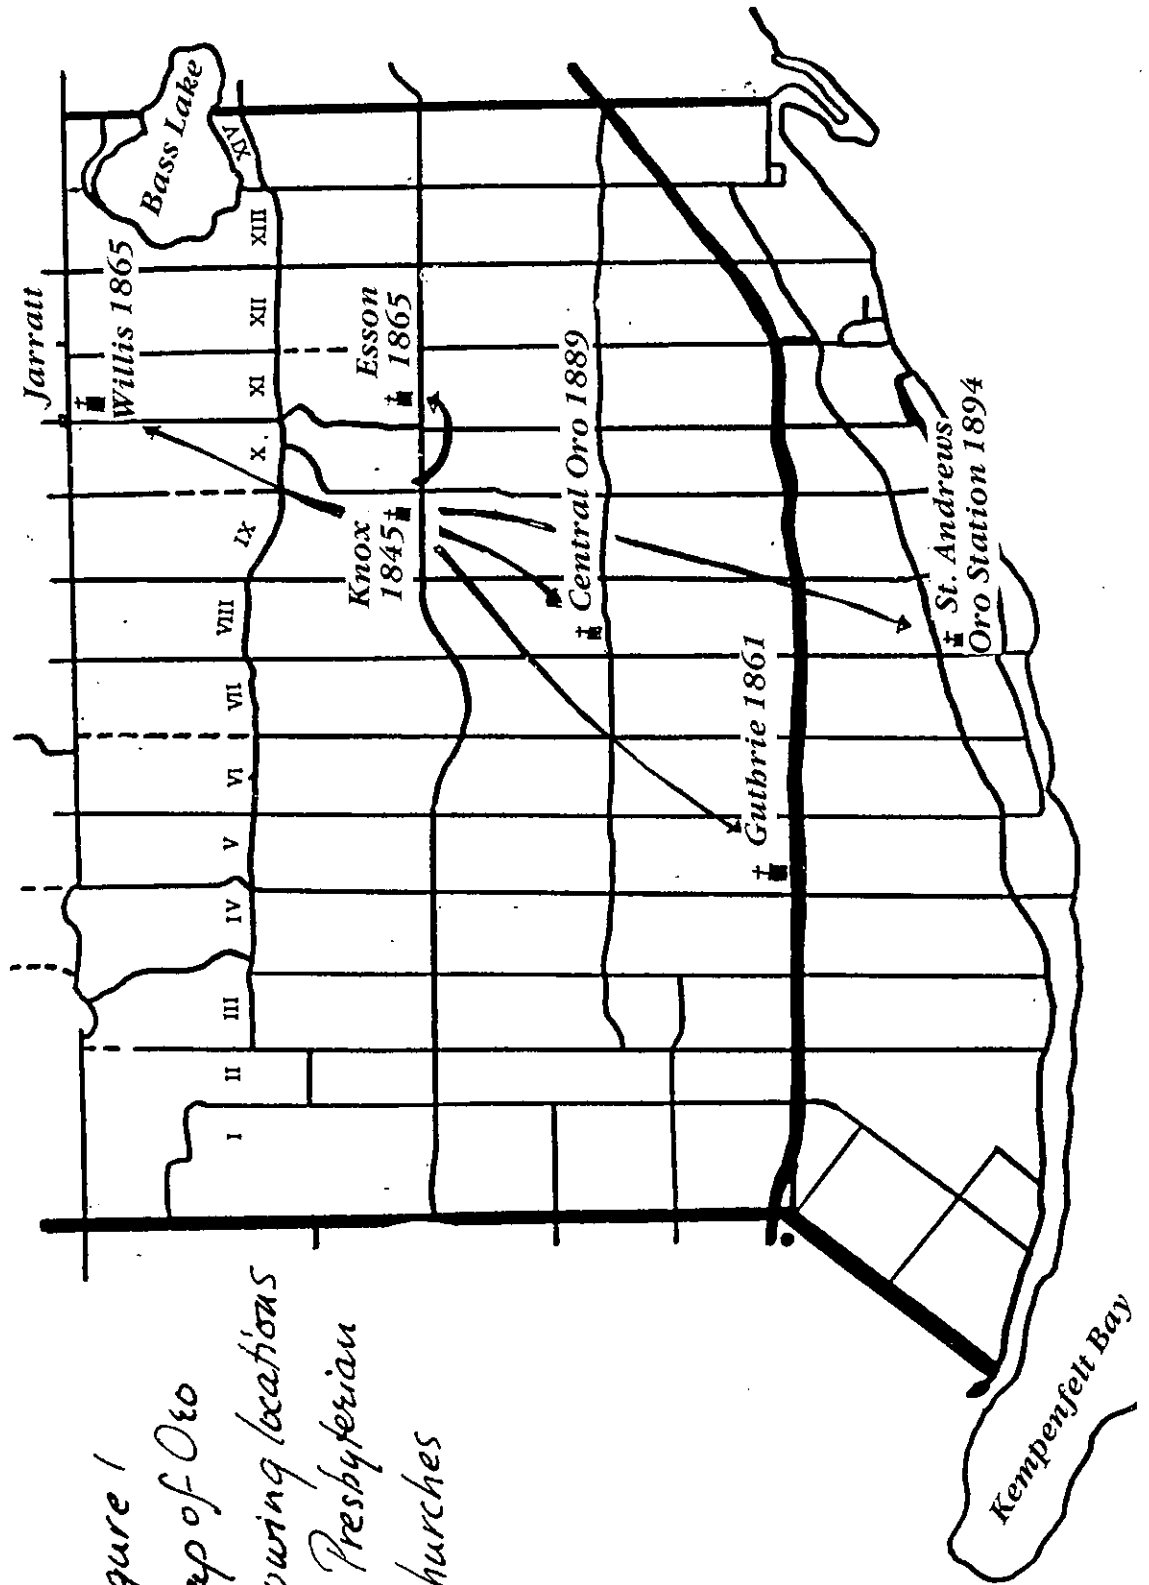 gure 1
ap of Oro
owing locations
Presbyterian
hurches
Jarratt
Willis 1865
Bass Lake
Esson
1865
Knox
1845
Central Oro 1889
Guthrie 1861
St. Andrews
Oro Station 1894
Kempenfelt Bay
I
II
III
IV
V
VI
VII
VIII
IX
X.
XI
XII
XIII
XIV